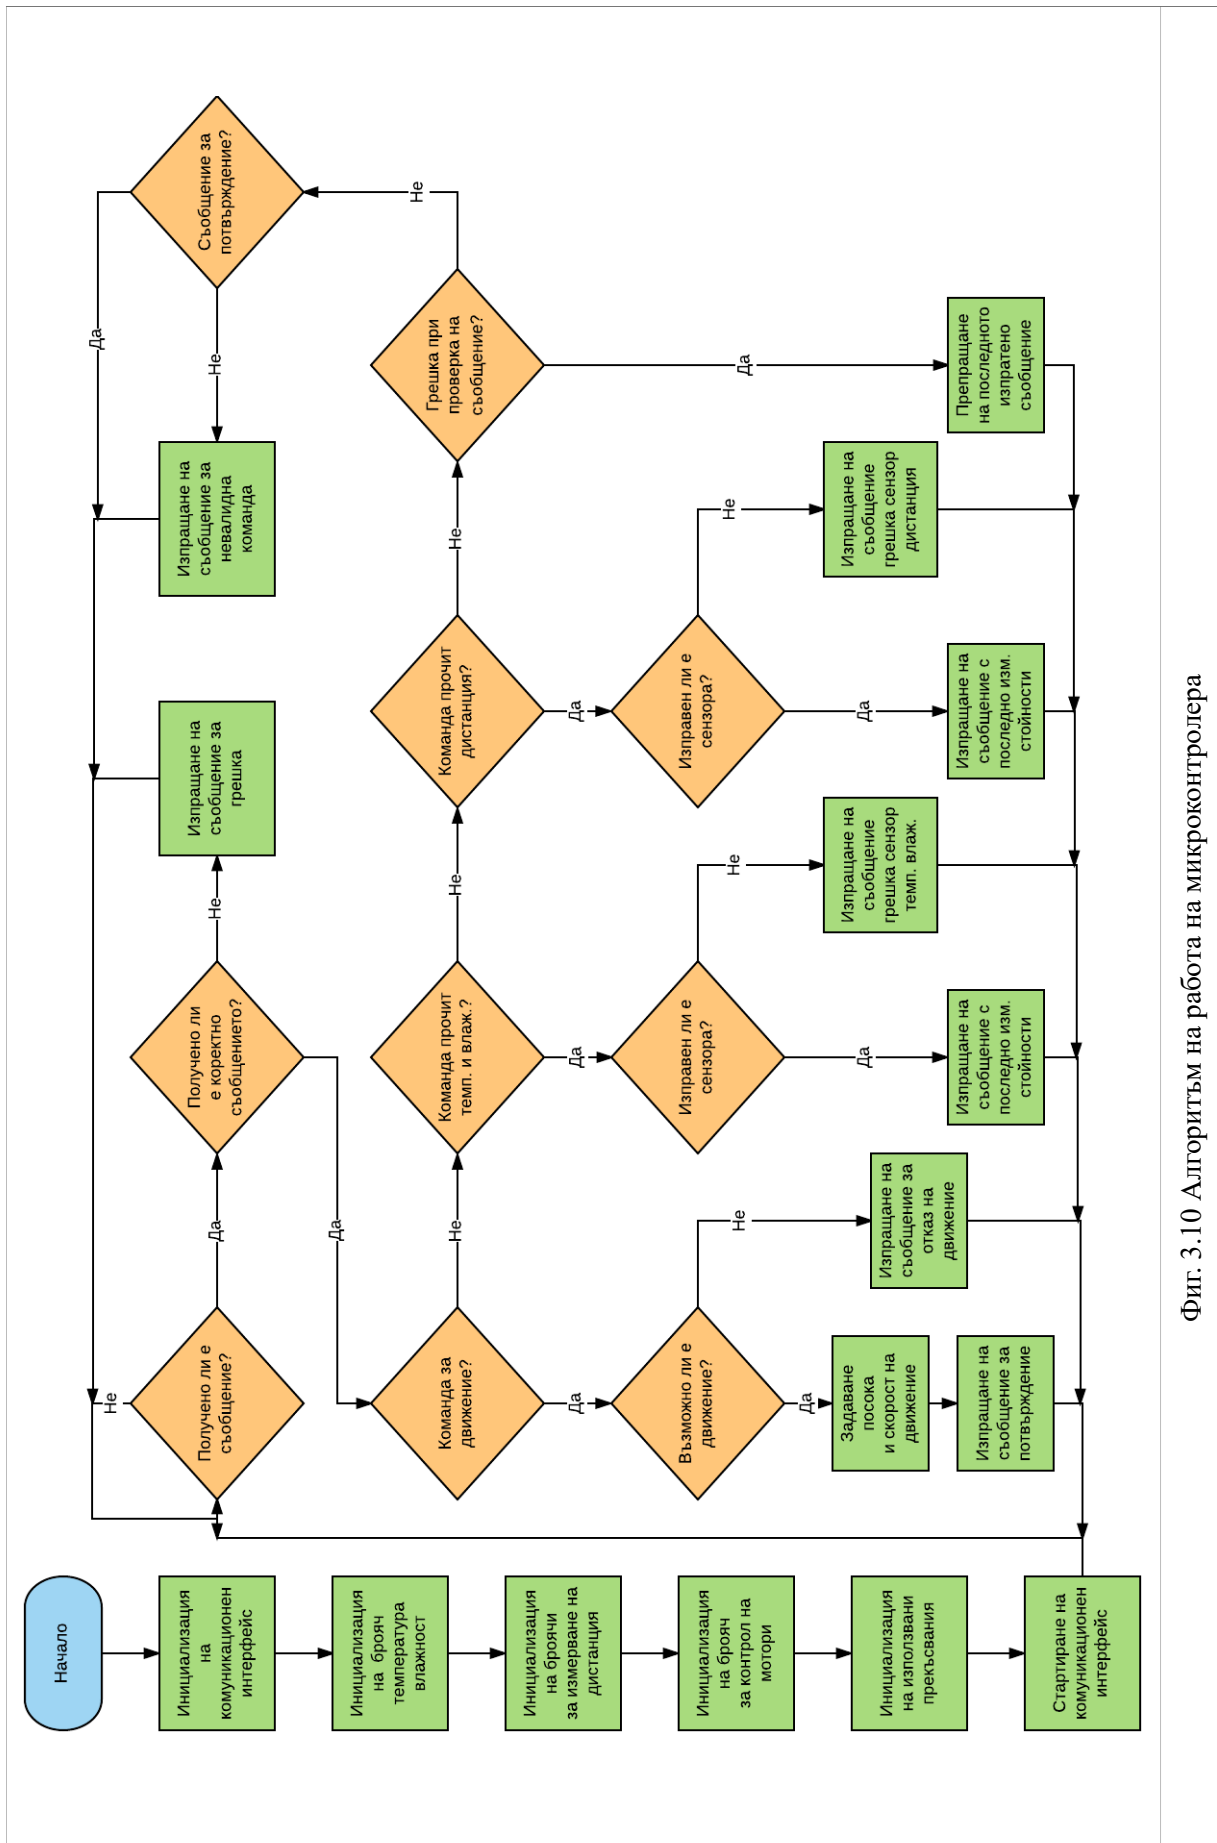 Начало
Инициализация
на
комуникационен
интерфейс
Инициализация
на брояч
температура
влажност
Инициализация
на броячи
за измерване на
дистанция
Инициализация
на брояч
за контрол на
мотори
Инициализация
на използвани
прекъсвания
Стартиране на
комуникационен
интерфейс
Получено ли е
съобщение?
Не
Да
Получено ли
е коректно
съобщението?
Не
Да
Изпращане на
съобщение за
грешка
Изпращане на
съобщение за
невалидна
команда
Не
Да
Съобщение за
потвърждение?
Команда за
движение?
Не
Да
Команда прочит
темп. и влаж.?
Не
Да
Команда прочит
дистанция?
Не
Да
Грешка при
проверка на
съобщение?
Не
Да
Възможно ли е
движение?
Не
Да
Изправен ли е
сензора?
Не
Да
Изправен ли е
сензора?
Не
Да
Задаване
посока
и скорост на
движение
Изпращане на
съобщение за
потвърждение
Изпращане на
съобщение за
отказ на
движение
Изпращане на
съобщение с
последно изм.
стойности
Изпращане на
съобщение
грешка сензор
темп. влаж.
Изпращане на
съобщение с
последно изм.
стойности
Изпращане на
съобщение
грешка сензор
дистанция
Препращане
на последното
изпратено
съобщение
Фиг. 3.10 Алгоритъм на работа на микроконтролера